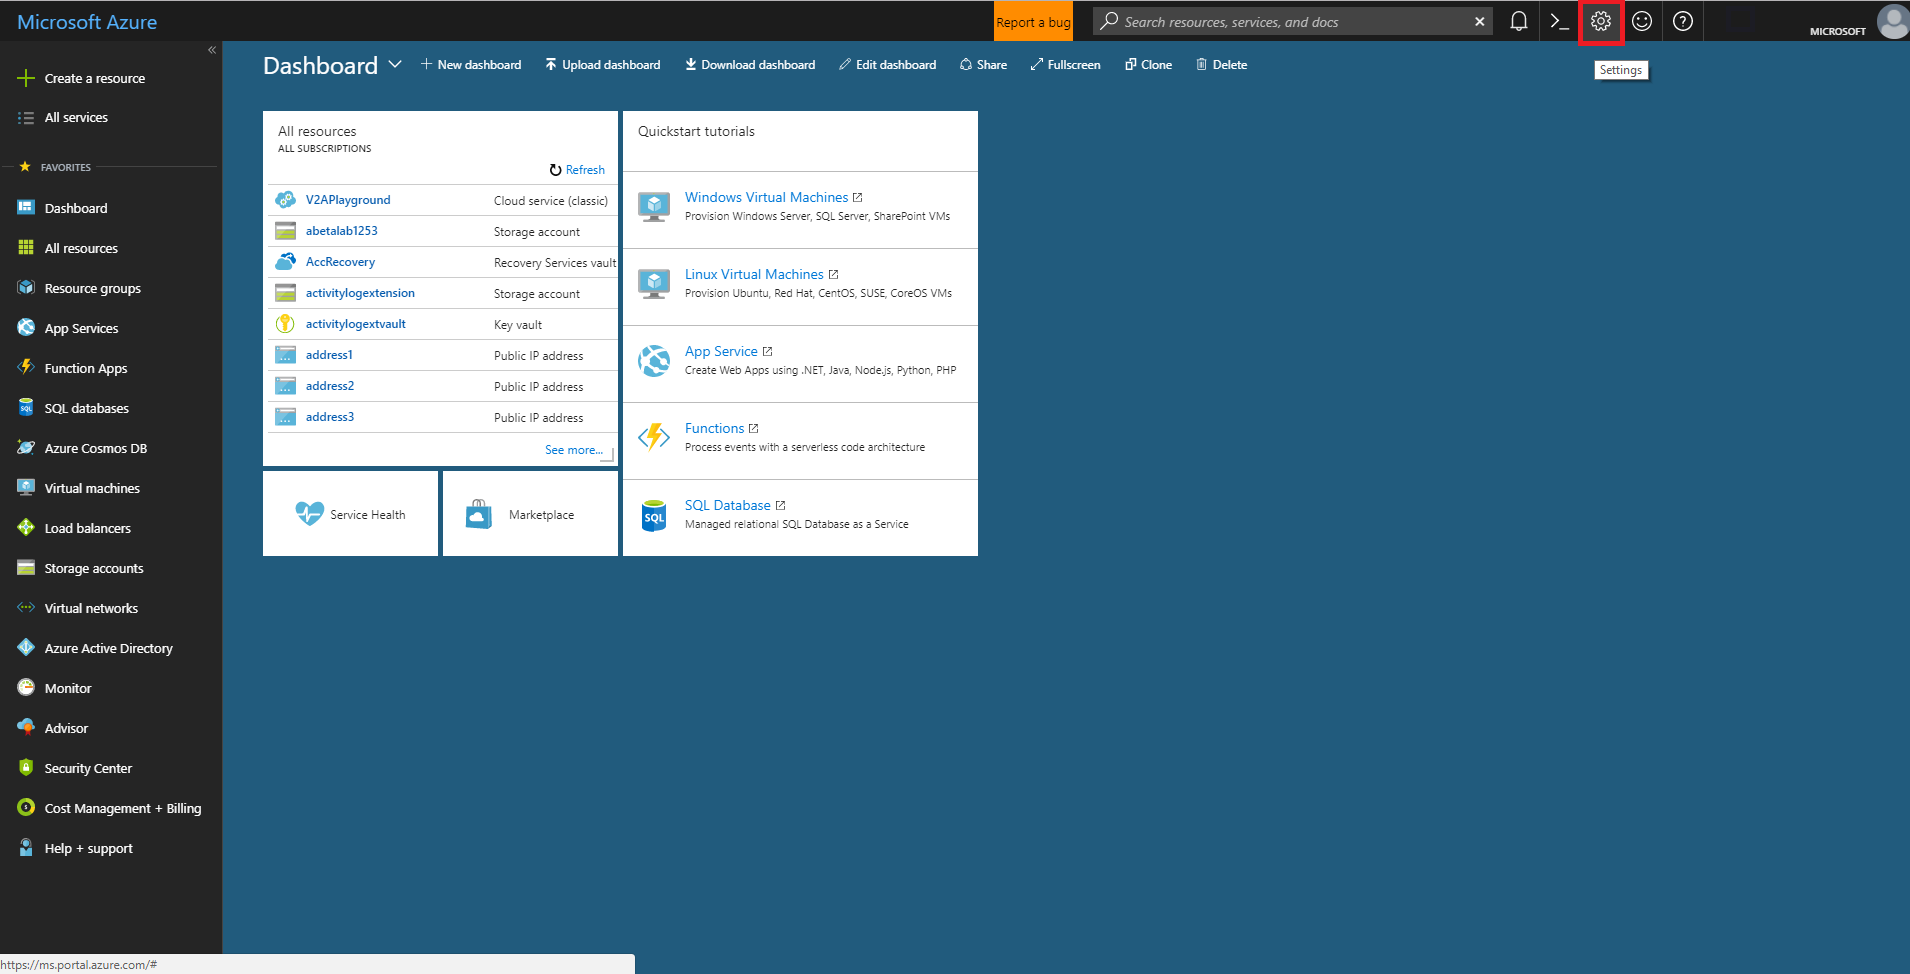 Microsoft Azure
Report a bug
Search resources, services, and docs
MICROSOFT
Settings
Create a resource
All services
FAVORITES
Dashboard
All resources
Resource groups
App Services
Function Apps
SQL databases
Azure Cosmos DB
Virtual machines
Load balancers
Storage accounts
Virtual networks
Azure Active Directory
Monitor
Advisor
Security Center
Cost Management + Billing
Help + support
Dashboard
New dashboard
Upload dashboard
Download dashboard
Edit dashboard
Share
Fullscreen
Clone
Delete
All resources
ALL SUBSCRIPTIONS
Refresh
V2APlayground Cloud service (classic)
abetalab1253 Storage account
AccRecovery Recovery Services vault
activitylogextension Storage account
activitylogextvault Key vault
address1 Public IP address
address2 Public IP address
address3 Public IP address
See more...
Service Health
Marketplace
Quickstart tutorials
Windows Virtual Machines
Provision Windows Server, SQL Server, SharePoint VMs
Linux Virtual Machines
Provision Ubuntu, Red Hat, CentOS, SUSE, CoreOS VMs
App Service
Create Web Apps using .NET, Java, Node.js, Python, PHP
Functions
Process events with a serverless code architecture
SQL
SQL Database
Managed relational SQL Database as a Service
https://ms.portal.azure.com/#